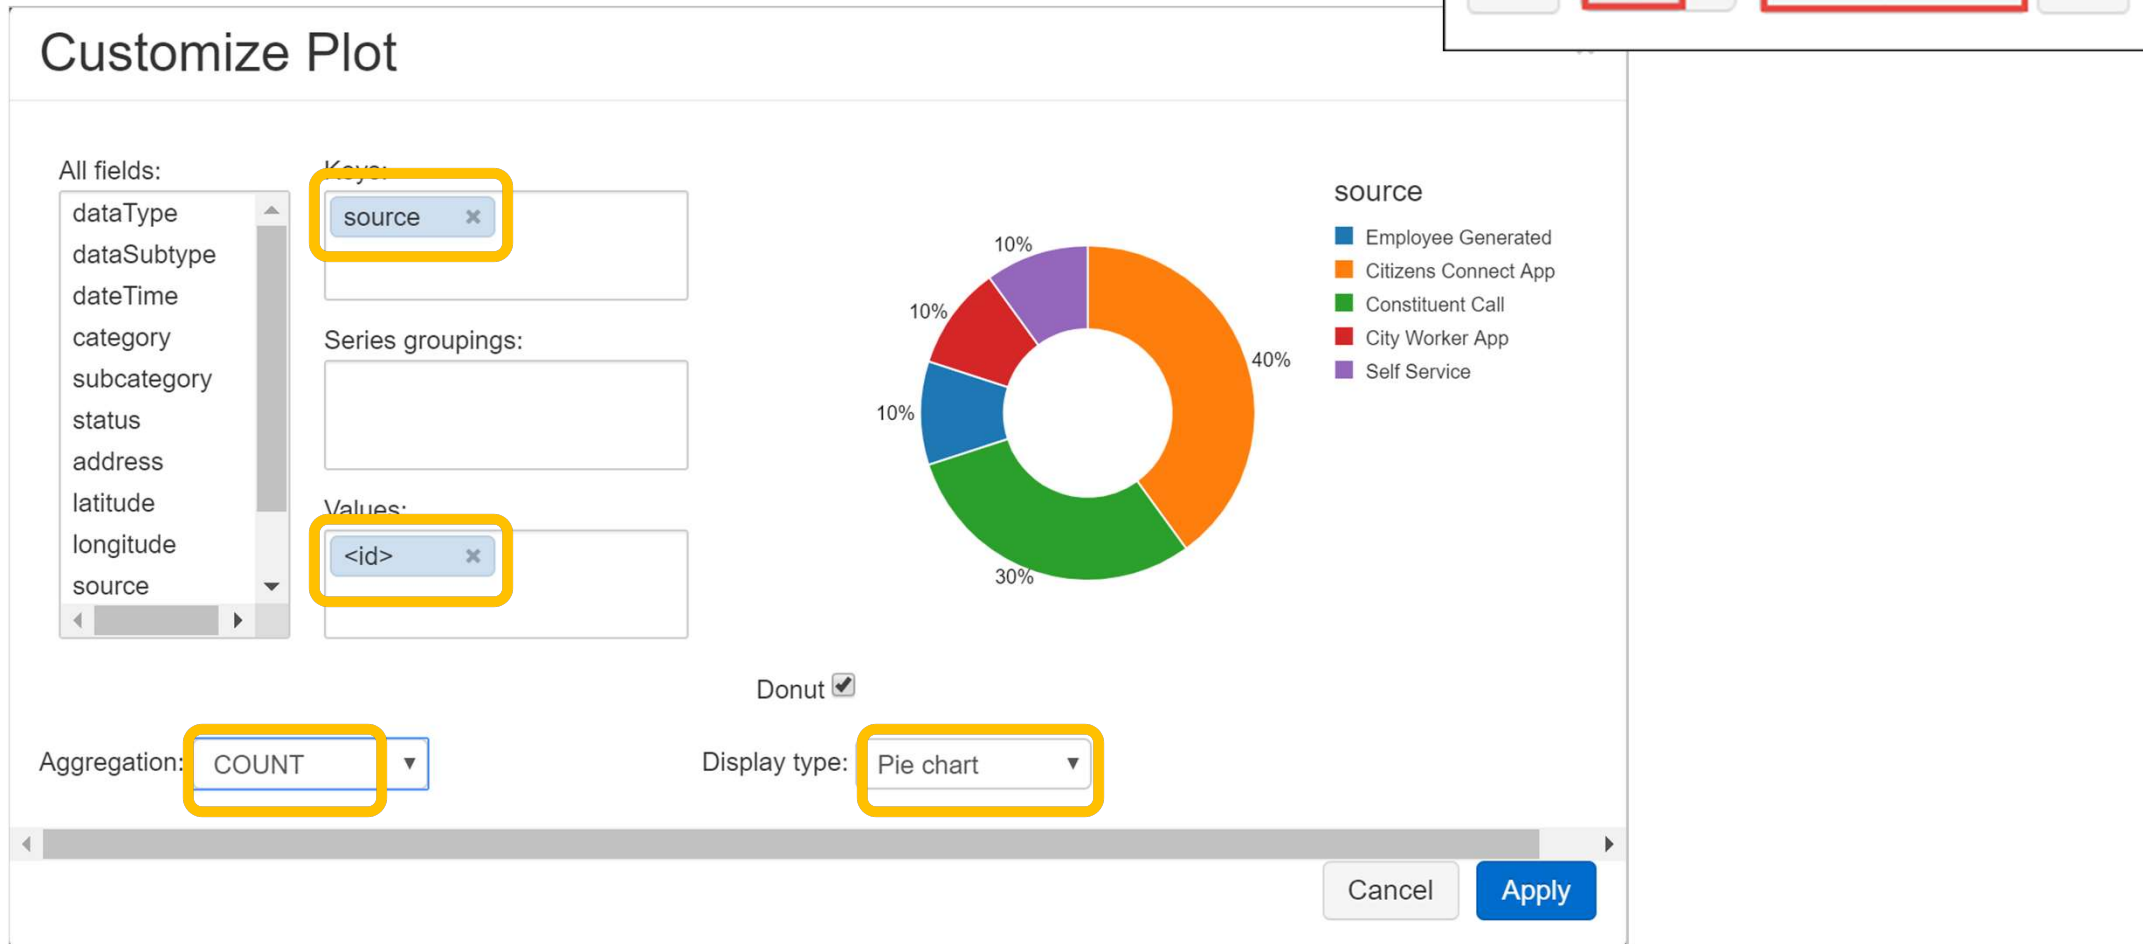 Customize Plot
All fields:
dataType
dataSubtype
dateTime
category
subcategory
status
address
latitude
longitude
source
Keys:
source
Series groupings:
Values:
<id>
10%
10%
10%
30%
40%
source
Employee Generated
Citizens Connect App
Constituent Call
City Worker App
Self Service
Donut
Aggregation: COUNT
Display type: Pie chart
Cancel
Apply